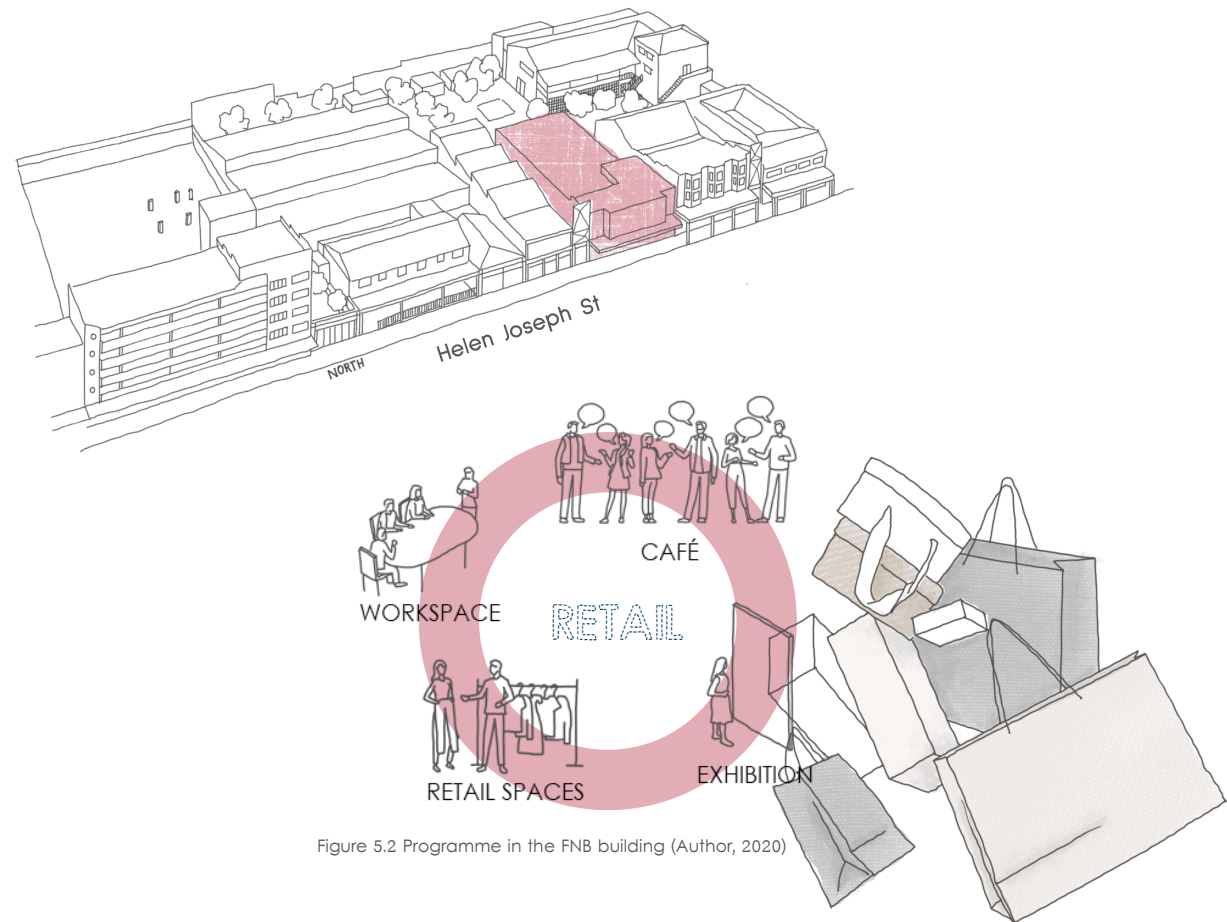 Helen Joseph St
NORTH
CAFÉ
WORKSPACE
RETAIL
RETAIL SPACES
EXHIBITION
Figure 5.2 Programme in the FNB building (Author, 2020)